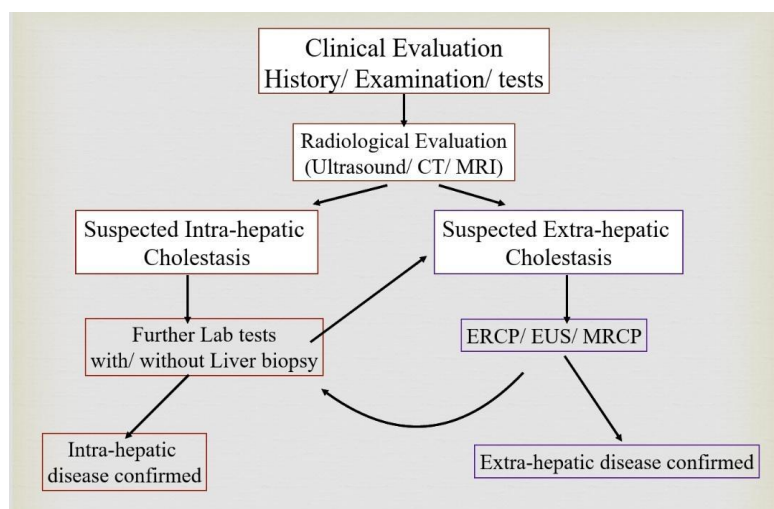 Clinical Evaluation
History/ Examination/ tests
Radiological Evaluation
(Ultrasound/ CT/ MRI)
Suspected Intra-hepatic
Cholestasis
Suspected Extra-hepatic
Cholestasis
Further Lab tests
with/ without Liver biopsy
ERCP/ EUS/ MRCP
Intra-hepatic
disease confirmed
Extra-hepatic disease confirmed